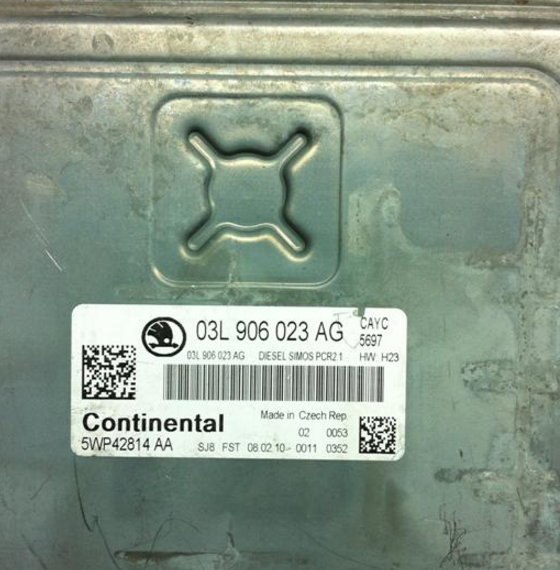 03L 906 023 AG CAYC
5697
03L 906 023 AG DIESEL SIMOS PCR2.1 HW H23
Continental Made in Czech Rep.
02 0053
5WP42814 AA SJ8 FST 08.02.10- 0011 0352